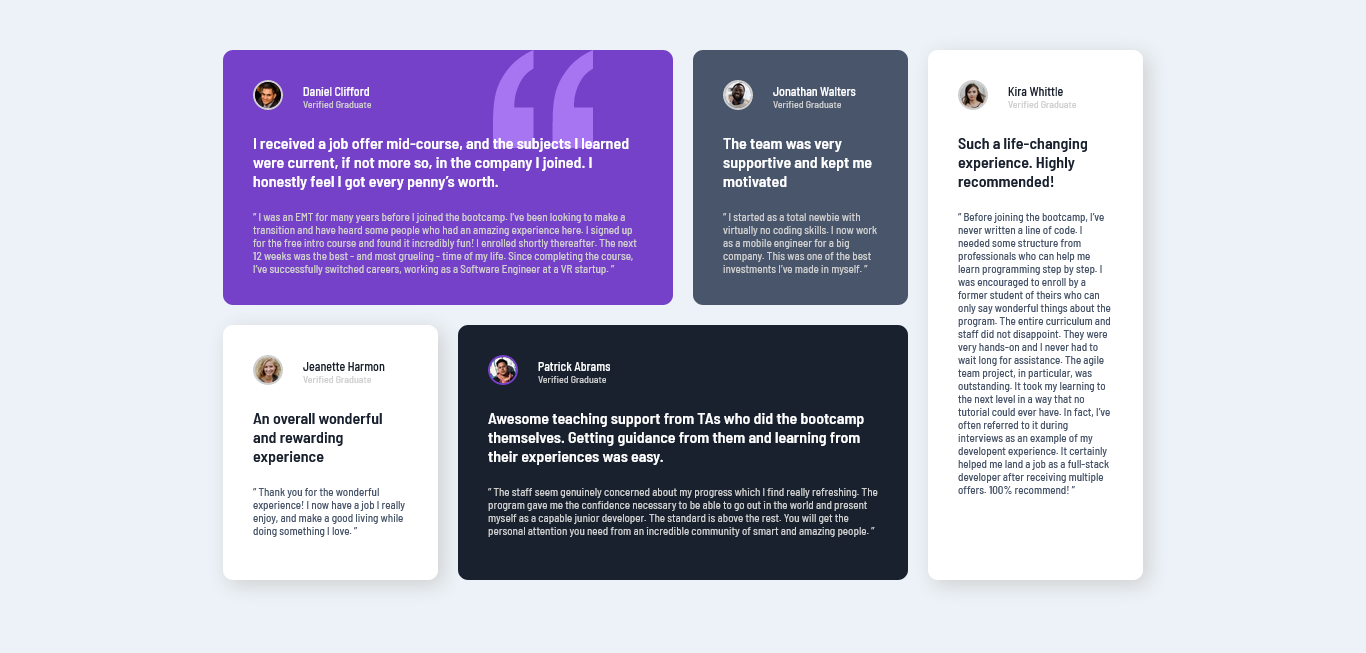 Daniel Clifford
Verified Graduate
I received a job offer mid-course, and the subjects I learned
were current, if not more so, in the company I joined. I
honestly feel I got every penny’s worth.
“ I was an EMT for many years before I joined the bootcamp. I’ve been looking to make a
transition and have heard some people who had an amazing experience here. I signed up
for the free intro course and found it incredibly fun! I enrolled shortly thereafter. The next
12 weeks was the best - and most grueling - time of my life. Since completing the course,
I’ve successfully switched careers, working as a Software Engineer at a VR startup. ”
Jonathan Walters
Verified Graduate
The team was very
supportive and kept me
motivated
“ I started as a total newbie with
virtually no coding skills. I now work
as a mobile engineer for a big
company. This was one of the best
investments I’ve made in myself. ”
Kira Whittle
Verified Graduate
Such a life-changing
experience. Highly
recommended!
“ Before joining the bootcamp, I’ve
never written a line of code. I
needed some structure from
professionals who can help me
learn programming step by step. I
was encouraged to enroll by a
former student of theirs who can
only say wonderful things about the
program. The entire curriculum and
staff did not disappoint. They were
very hands-on and I never had to
wait long for assistance. The agile
team project, in particular, was
outstanding. It took my learning to
the next level in a way that no
tutorial could ever have. In fact, I’ve
often referred to it during
interviews as an example of my
developent experience. It certainly
helped me land a job as a full-stack
developer after receiving multiple
offers. 100% recommend! ”
Jeanette Harmon
Verified Graduate
An overall wonderful
and rewarding
experience
“ Thank you for the wonderful
experience! I now have a job I really
enjoy, and make a good living while
doing something I love. ”
Patrick Abrams
Verified Graduate
Awesome teaching support from TAs who did the bootcamp
themselves. Getting guidance from them and learning from
their experiences was easy.
“ The staff seem genuinely concerned about my progress which I find really refreshing. The
program gave me the confidence necessary to be able to go out in the world and present
myself as a capable junior developer. The standard is above the rest. You will get the
personal attention you need from an incredible community of smart and amazing people. ”